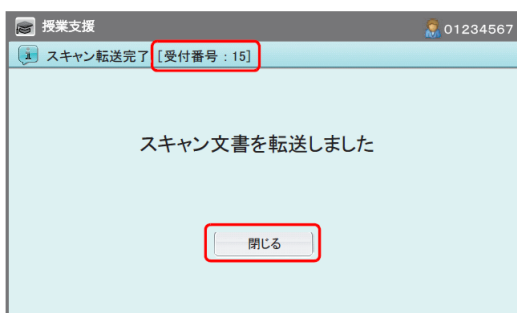 授業支援 01234567
スキャン転送完了 [受付番号：15]
スキャン文書を転送しました
閉じる